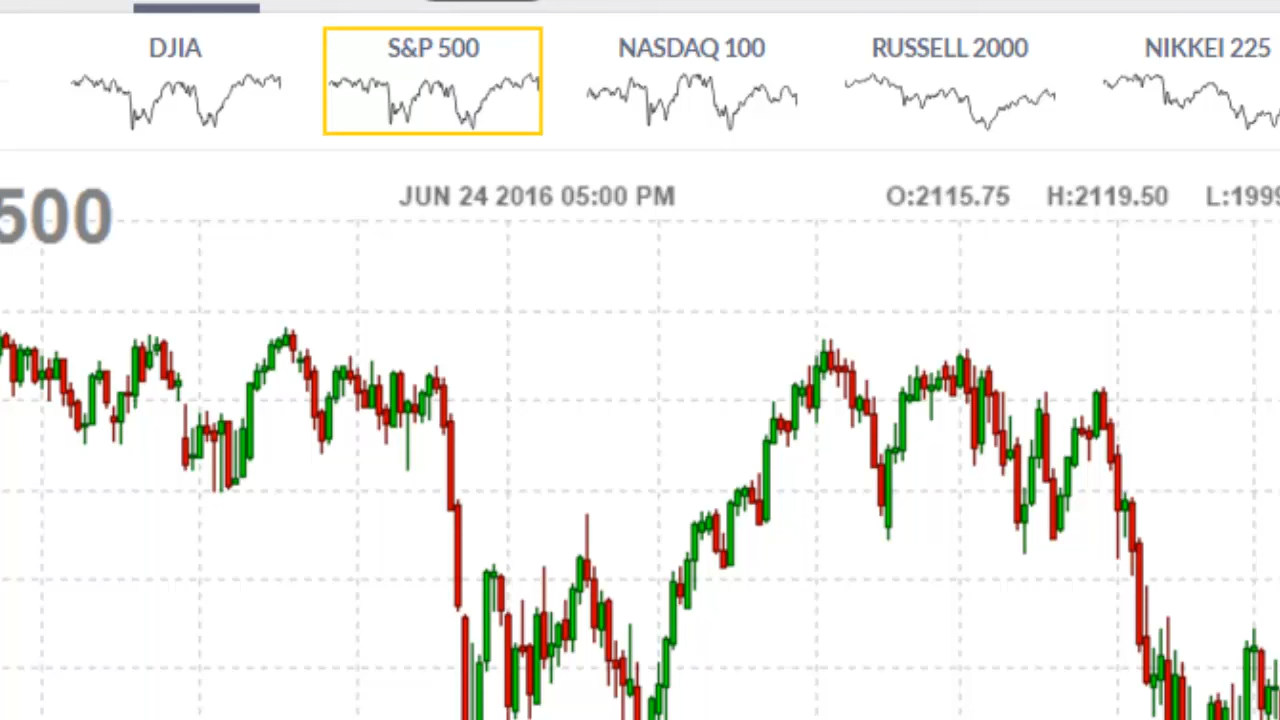 DJIA
S&P 500
NASDAQ 100
RUSSELL 2000
NIKKEI 225
500 JUN 24 2016 05:00 PM O:2115.75 H:2119.50 L:1999